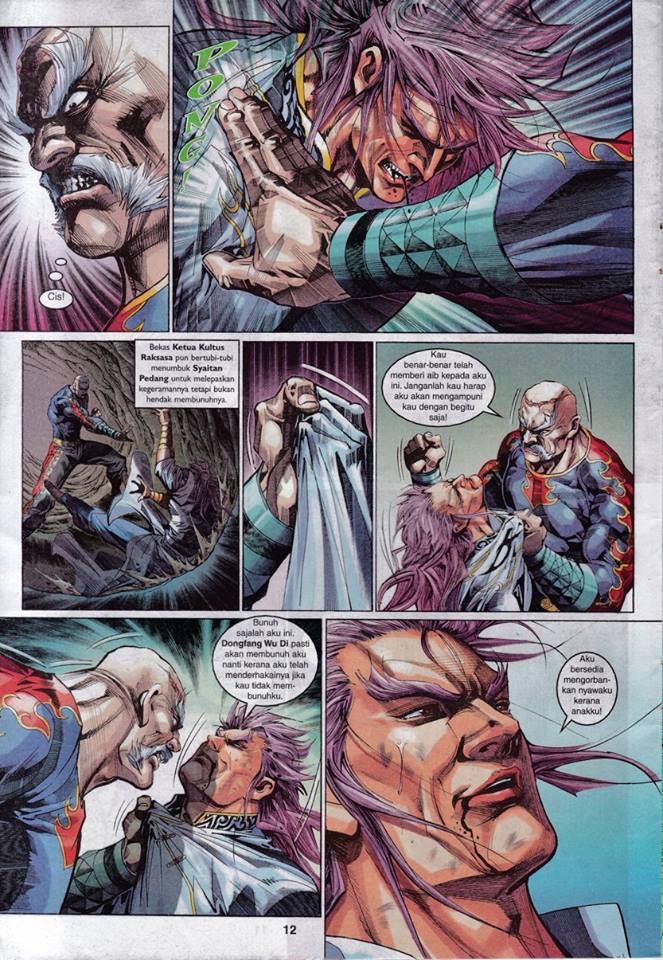 PONG!
Cis!
Bekas Ketua Kultus
Raksasa pun bertubi-tubi
menumbuk Syaitan
Pedang untuk melepaskan
kegeramannya tetapi bukan
hendak membunuhnya.
Kau
benar-benar telah
memberi aib kepada aku
ini. Janganlah kau harap
aku akan mengampuni
kau dengan begitu
saja!
Bunuh
sajalah aku ini.
Dongfang Wu Di pasti
akan membunuh aku
nanti kerana aku telah
menderhakainya jika
kau tidak mem-
bunuhku.
Aku
bersedia
mengorban-
kan nyawaku
kerana
anakku!
12